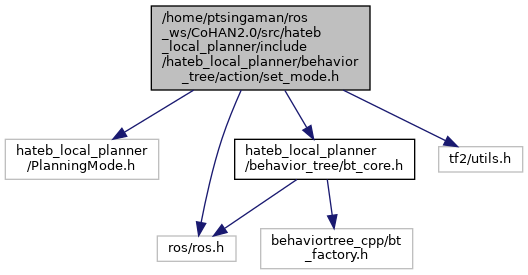 /home/ptsingaman/ros
_ws/CoHAN2.0/src/hateb
_local_planner/include
/hateb_local_planner/behavior
_tree/action/set_mode.h
hateb_local_planner
/PlanningMode.h
hateb_local_planner
/behavior_tree/bt_core.h
tf2/utils.h
ros/ros.h
behaviortree_cpp/bt
_factory.h